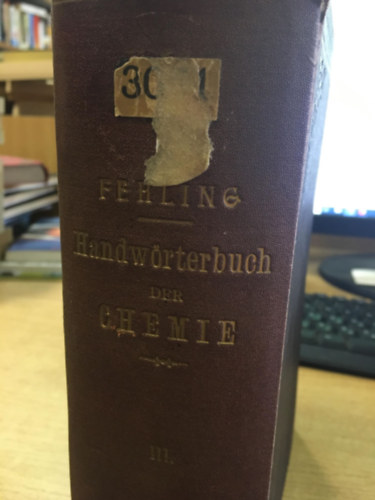 FEHLING
Handwörterbuch
DER
CHEMIE
III.